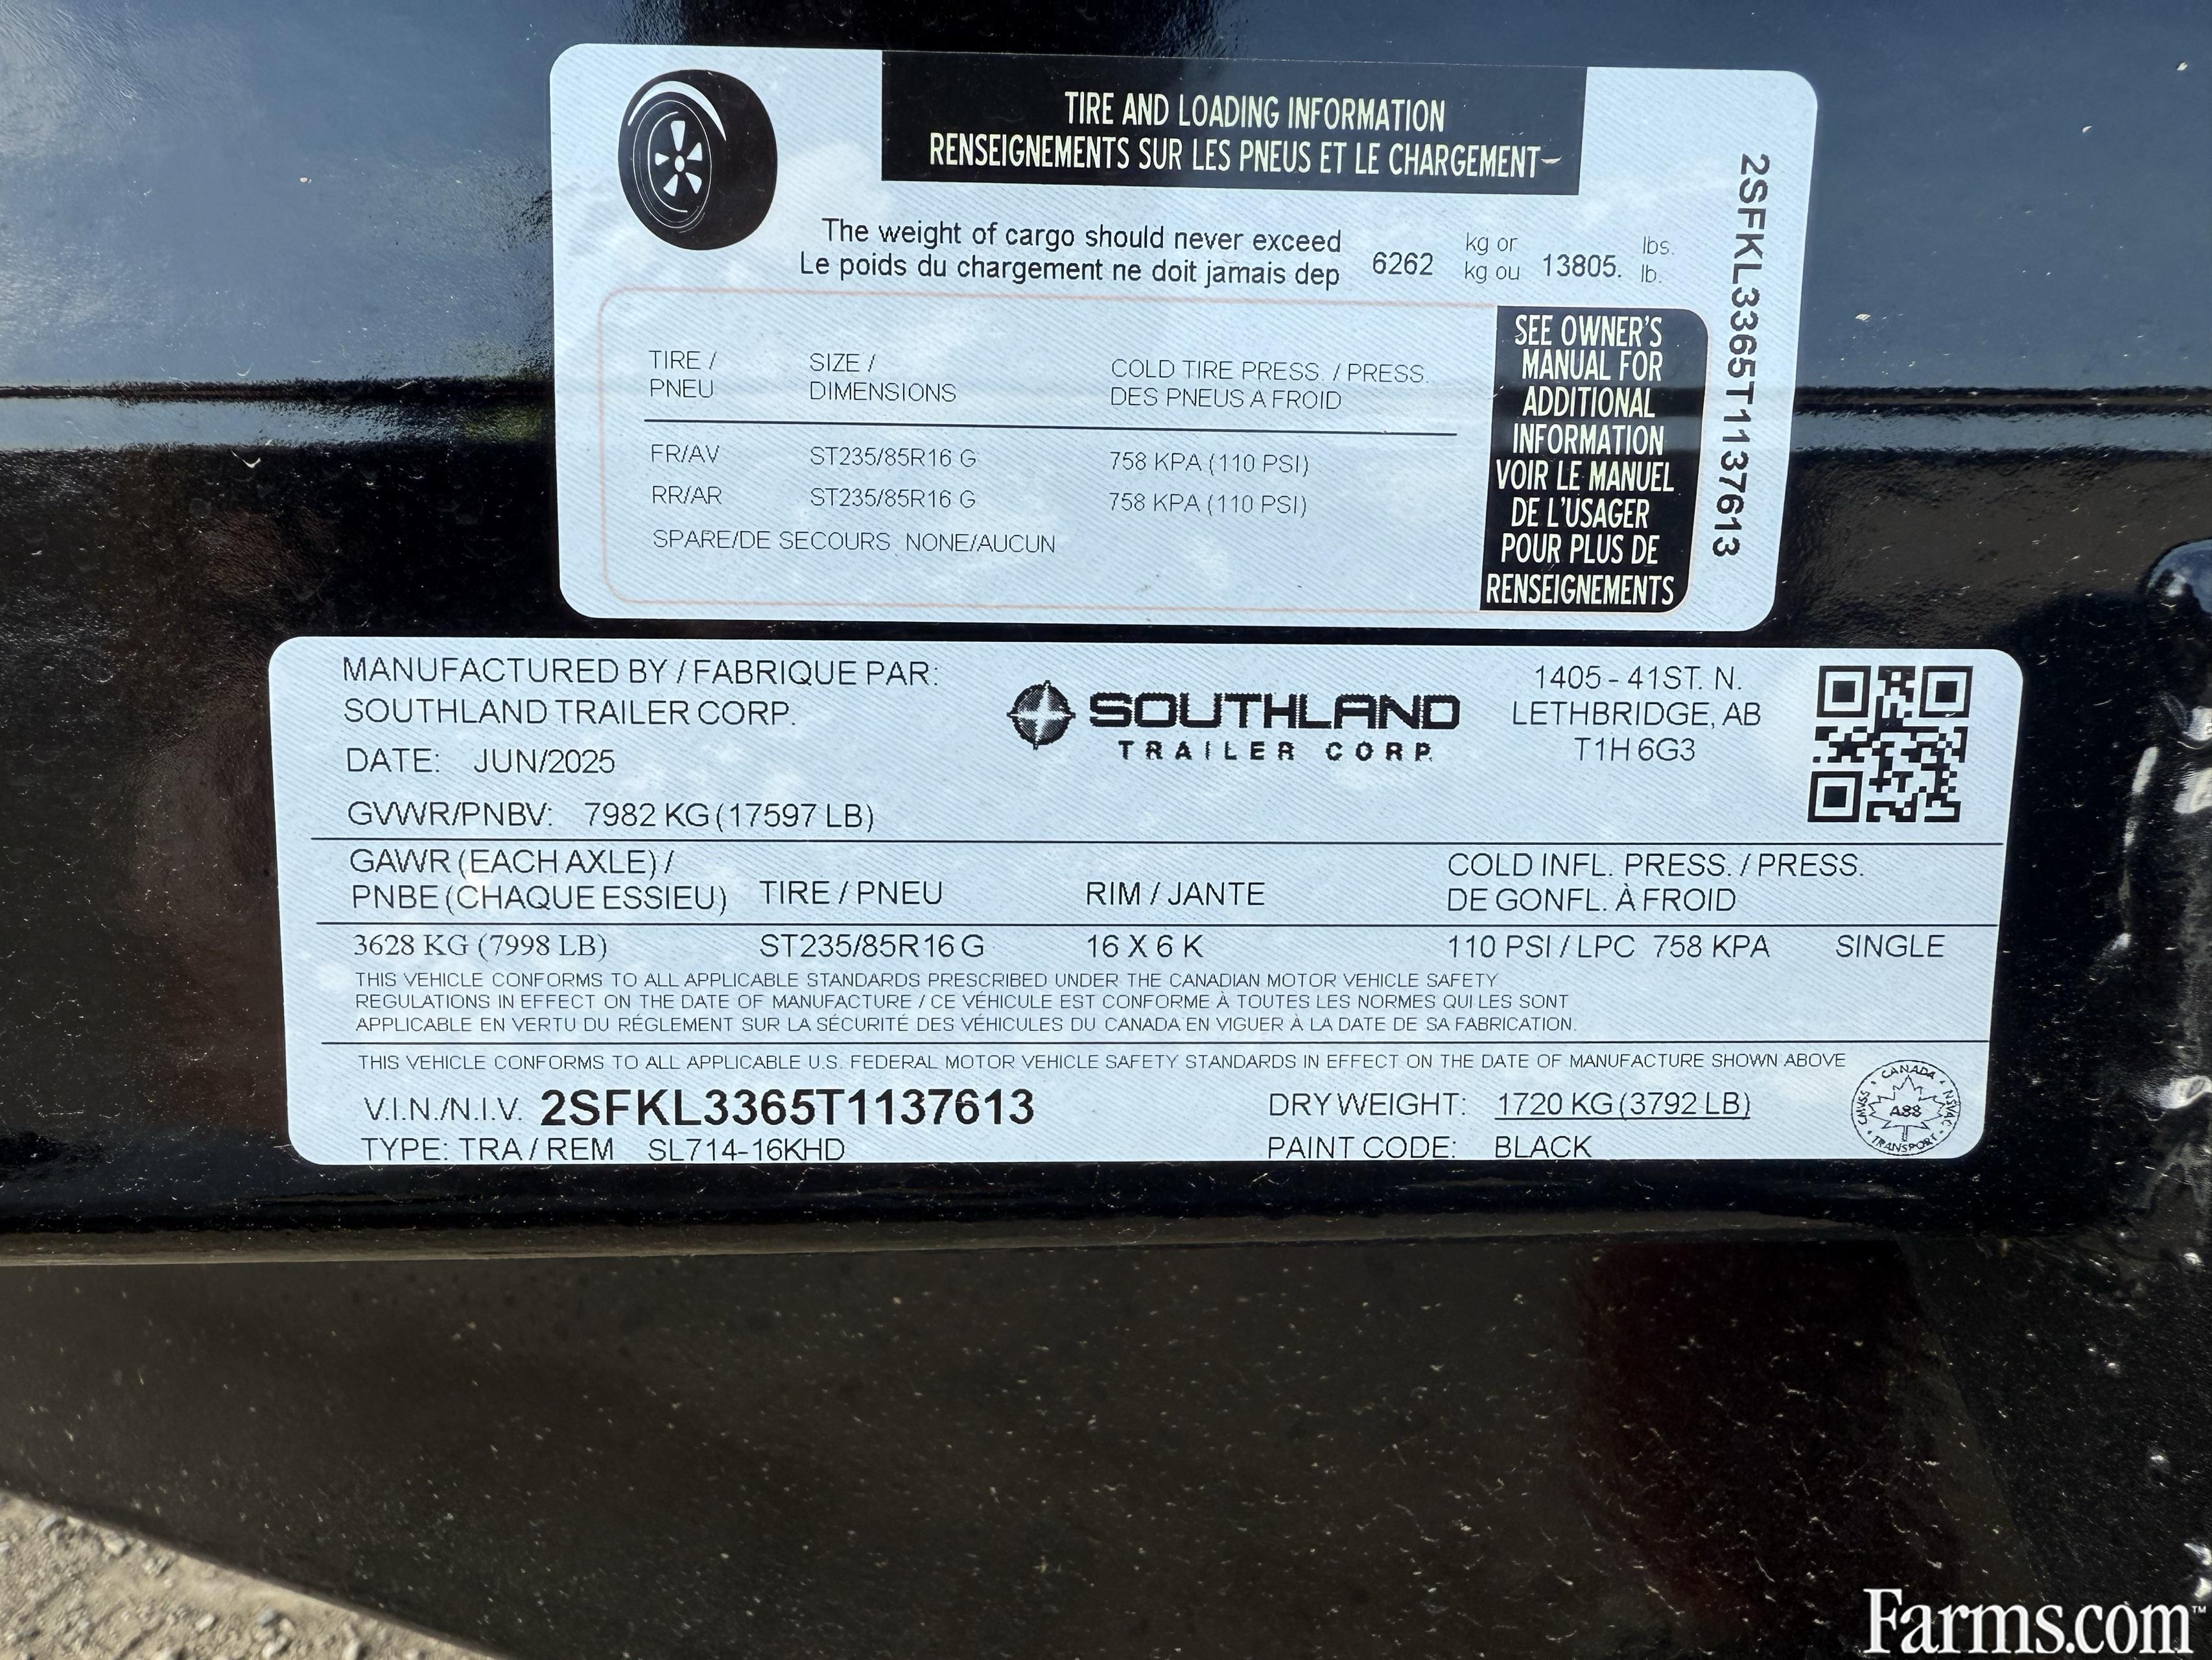 TIRE AND LOADING INFORMATION
RENSEIGNEMENTS SUR LES PNEUS ET LE CHARGEMENT
The weight of cargo should never exceed
Le poids du chargement ne doit jamais dep
6262 kg or 13805. lbs.
kg ou lb.
TIRE / SIZE / COLD TIRE PRESS. / PRESS.
PNEU DIMENSIONS DES PNEUS A FROID
FR/AV ST235/85R16 G 758 KPA (110 PSI)
RR/AR ST235/85R16 G 758 KPA (110 PSI)
SPARE/DE SECOURS NONE/AUCUN
SEE OWNER'S
MANUAL FOR
ADDITIONAL
INFORMATION
VOIR LE MANUEL
DE L'USAGER
POUR PLUS DE
RENSEIGNEMENTS
2SFKL3365T1137613
MANUFACTURED BY / FABRIQUE PAR:
SOUTHLAND TRAILER CORP.
DATE: JUN/2025
GVWR/PNBV: 7982 KG (17597 LB)
SOUTHLAND
TRAILER CORP.
1405 - 41ST. N.
LETHBRIDGE, AB
T1H 6G3
GAWR (EACH AXLE) /
PNBE (CHAQUE ESSIEU) TIRE / PNEU RIM / JANTE
COLD INFL. PRESS. / PRESS.
DE GONFL. À FROID
3628 KG (7998 LB) ST235/85R16 G 16 X 6 K 110 PSI / LPC 758 KPA SINGLE
THIS VEHICLE CONFORMS TO ALL APPLICABLE STANDARDS PRESCRIBED UNDER THE CANADIAN MOTOR VEHICLE SAFETY
REGULATIONS IN EFFECT ON THE DATE OF MANUFACTURE / CE VÉHICULE EST CONFORME À TOUTES LES NORMES QUI LES SONT
APPLICABLE EN VERTU DU RÉGLEMENT SUR LA SÉCURITÉ DES VÉHICULES DU CANADA EN VIGUER À LA DATE DE SA FABRICATION.
THIS VEHICLE CONFORMS TO ALL APPLICABLE U.S. FEDERAL MOTOR VEHICLE SAFETY STANDARDS IN EFFECT ON THE DATE OF MANUFACTURE SHOWN ABOVE
V.I.N./N.I.V. 2SFKL3365T1137613 DRY WEIGHT: 1720 KG (3792 LB)
TYPE: TRA / REM SL714-16KHD PAINT CODE: BLACK
CANADA
CMVSS A88 NSVAC
TRANSPORT
Farms.com™